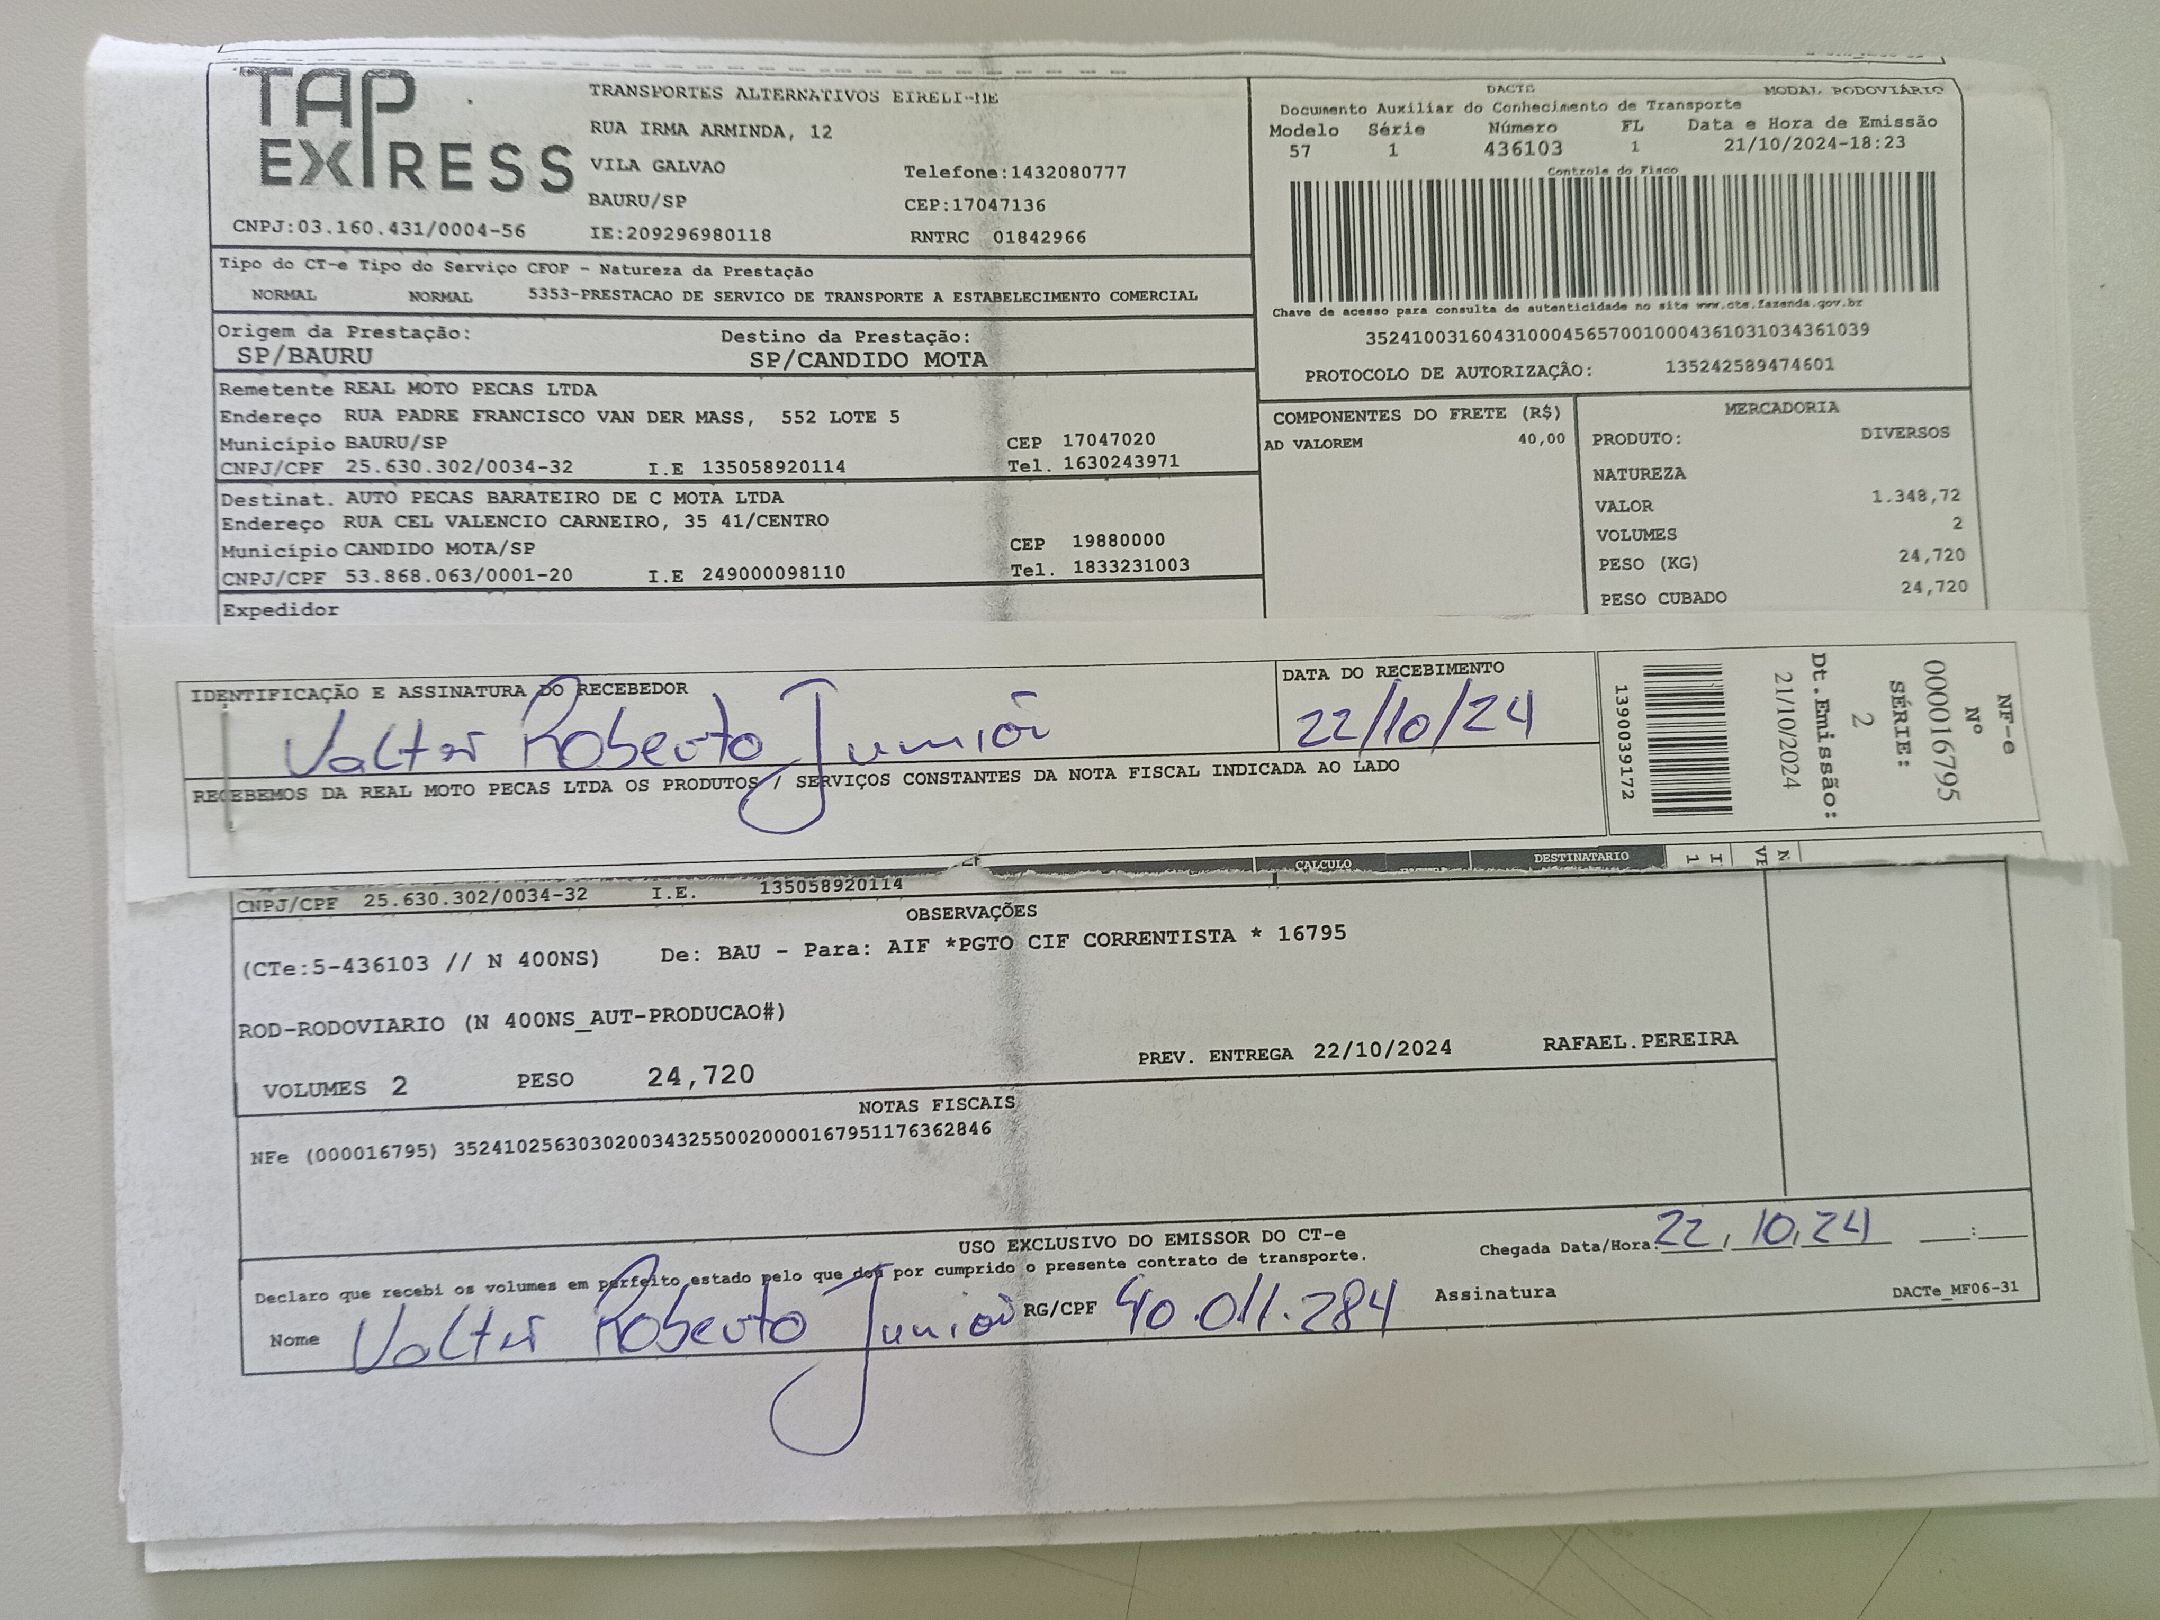 TAP
EXPRESS
CNPJ:03.160.431/0004-56
TRANSPORTES ALTERNATIVOS EIRELI-ME
RUA IRMA ARMINDA, 12
VILA GALVAO
Telefone:1432080777
BAURU/SP
CEP:17047136
IE:209296980118
RNTRC 01842966
DACTE
MODAL RODOVIÁRIO
Documento Auxiliar do Conhecimento de Transporte
Modelo Série Número FL Data e Hora de Emissão
57 1 436103 1 21/10/2024-18:23
Controle do Fisco
Chave de acesso para consulta de autenticidade no site www.cte.fazenda.gov.br
35241003160431000456570010004361031034361039
PROTOCOLO DE AUTORIZAÇÃO: 135242589474601
Tipo do CT-e Tipo do Serviço CFOP - Natureza da Prestação
NORMAL NORMAL 5353-PRESTACAO DE SERVICO DE TRANSPORTE A ESTABELECIMENTO COMERCIAL
Origem da Prestação: Destino da Prestação:
SP/BAURU SP/CANDIDO MOTA
Remetente REAL MOTO PECAS LTDA
Endereço RUA PADRE FRANCISCO VAN DER MASS, 552 LOTE 5
Município BAURU/SP CEP 17047020
CNPJ/CPF 25.630.302/0034-32 I.E 135058920114 Tel. 1630243971
Destinat. AUTO PECAS BARATEIRO DE C MOTA LTDA
Endereço RUA CEL VALENCIO CARNEIRO, 35 41/CENTRO
Município CANDIDO MOTA/SP CEP 19880000
CNPJ/CPF 53.868.063/0001-20 I.E 249000098110 Tel. 1833231003
Expedidor
COMPONENTES DO FRETE (R$)
AD VALOREM 40,00
MERCADORIA
PRODUTO: DIVERSOS
NATUREZA
VALOR 1.348,72
VOLUMES 2
PESO (KG) 24,720
PESO CUBADO 24,720
IDENTIFICAÇÃO E ASSINATURA DO RECEBEDOR
Valter Roberto Junior
DATA DO RECEBIMENTO
22/10/24
RECEBEMOS DA REAL MOTO PECAS LTDA OS PRODUTOS / SERVIÇOS CONSTANTES DA NOTA FISCAL INDICADA AO LADO
NF-e
Nº
000016795
SÉRIE:
2
Dt.Emissão:
21/10/2024
1390039172
CALCULO DESTINATARIO
CNPJ/CPF 25.630.302/0034-32 I.E. 135058920114
OBSERVAÇÕES
(CTe:5-436103 // N 400NS) De: BAU - Para: AIF *PGTO CIF CORRENTISTA * 16795
ROD-RODOVIARIO (N 400NS_AUT-PRODUCAO#)
PREV. ENTREGA 22/10/2024 RAFAEL.PEREIRA
VOLUMES 2 PESO 24,720
NOTAS FISCAIS
NFe (000016795) 35241025630302003432550020000167951176362846
USO EXCLUSIVO DO EMISSOR DO CT-e
Chegada Data/Hora: 22, 10, 24 __:__
Declaro que recebi os volumes em perfeito estado pelo que dou por cumprido o presente contrato de transporte.
Nome Valter Roberto Junior RG/CPF 40.011.284 Assinatura
DACTe_MF06-31